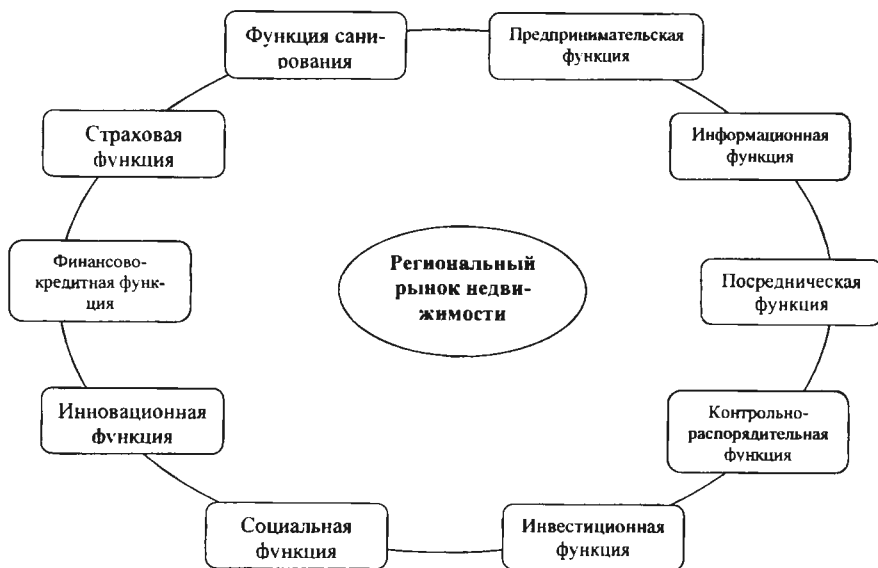 Функция сани-
рования
Предпринимательская
функция
Страховая
функция
Информационная
функция
Финансово-
кредитная функ-
ция
Региональный
рынок недви-
жимости
Посредническая
функция
Инновационная
функция
Контрольно-
распорядительная
функция
Социальная
функция
Инвестиционная
функция